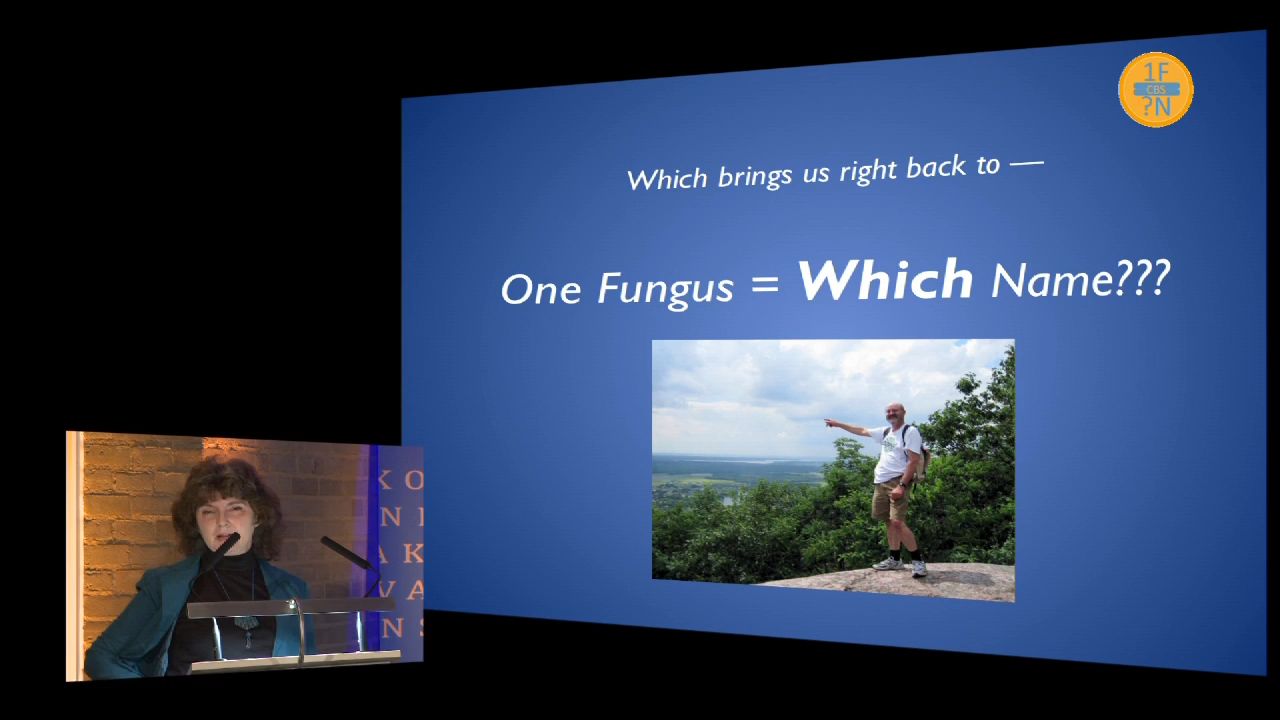 1F
CBS
?N
Which brings us right back to —
One Fungus = Which Name???
K O
N I
A K
V A
N S